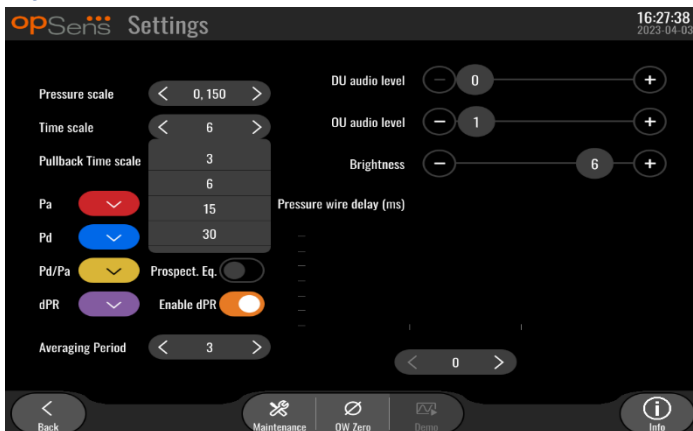 opSens Settings
16:27:38
2023-04-03
Pressure scale
0, 150
Time scale
6
Pullback Time scale
3
6
15
30
Pa
Pd
Pd/Pa
Prospect. Eq.
dPR
Enable dPR
Averaging Period
3
DU audio level
0
OU audio level
1
Brightness
6
Pressure wire delay (ms)
0
Back
Maintenance
OW Zero
Demo
Info